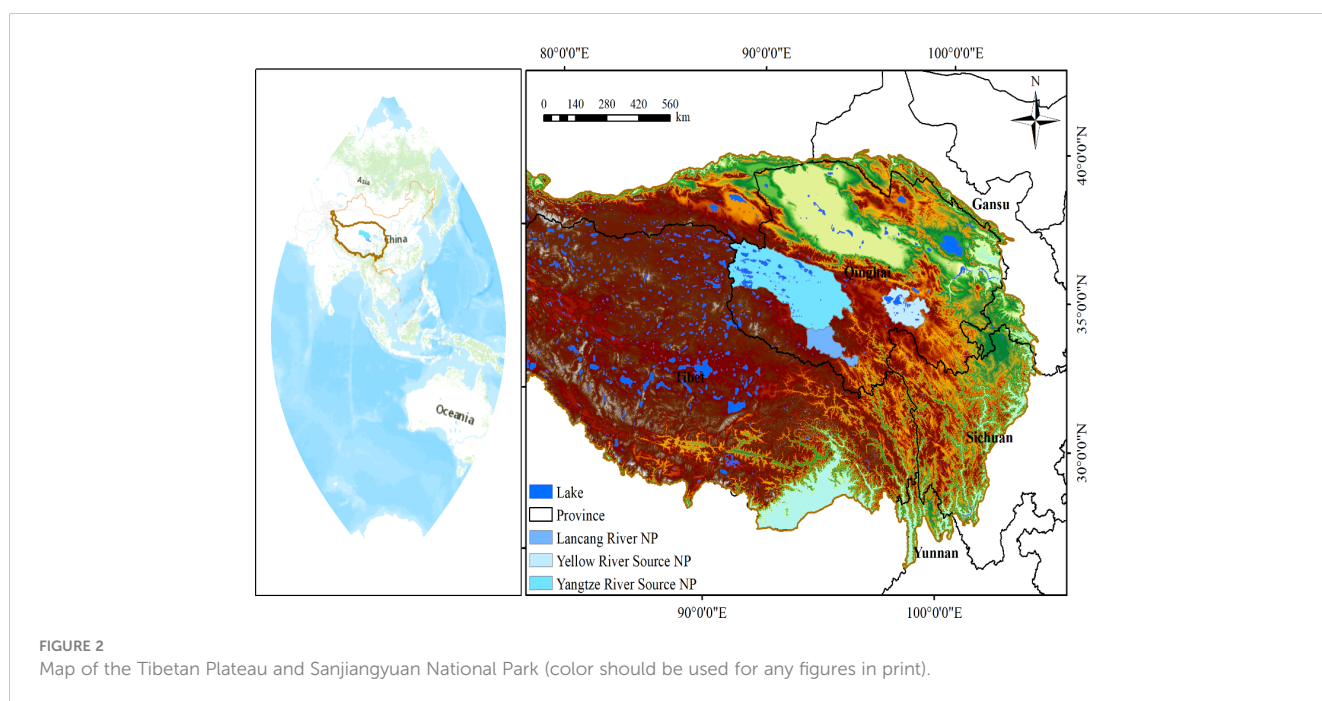 80°0'0"E 90°0'0"E 100°0'0"E
N
0 140 280 420 560
km
40°0'0"N
Asia
Gansu
China
Qinghai
35°0'0"N
Tibet
Oceania
Sichuan
30°0'0"N
Lake
Province
Lancang River NP
Yellow River Source NP
Yangtze River Source NP
Yunnan
90°0'0"E 100°0'0"E
FIGURE 2
Map of the Tibetan Plateau and Sanjiangyuan National Park (color should be used for any figures in print).